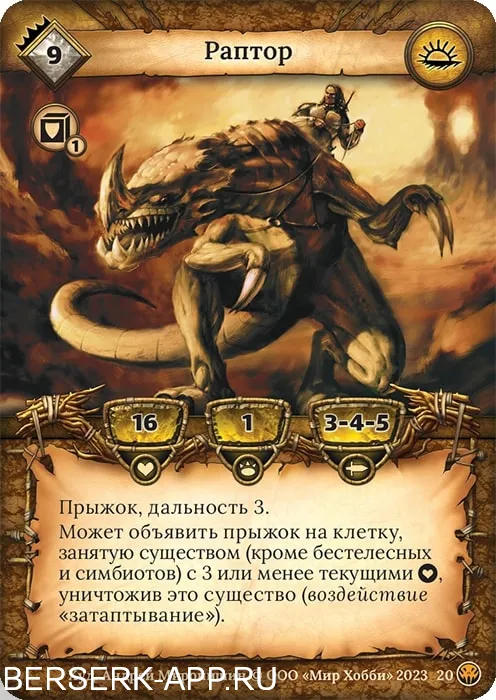 9
Раптор
1
16
1
3-4-5
Прыжок, дальность 3.
Может объявить прыжок на клетку,
занятую существом (кроме бестелесных
и симбиотов) с 3 или менее текущими ,
уничтожив это существо (воздействие
«затаптывание»).
ООО «Мир Хобби» 2023 20
BERSERK-APP.RU